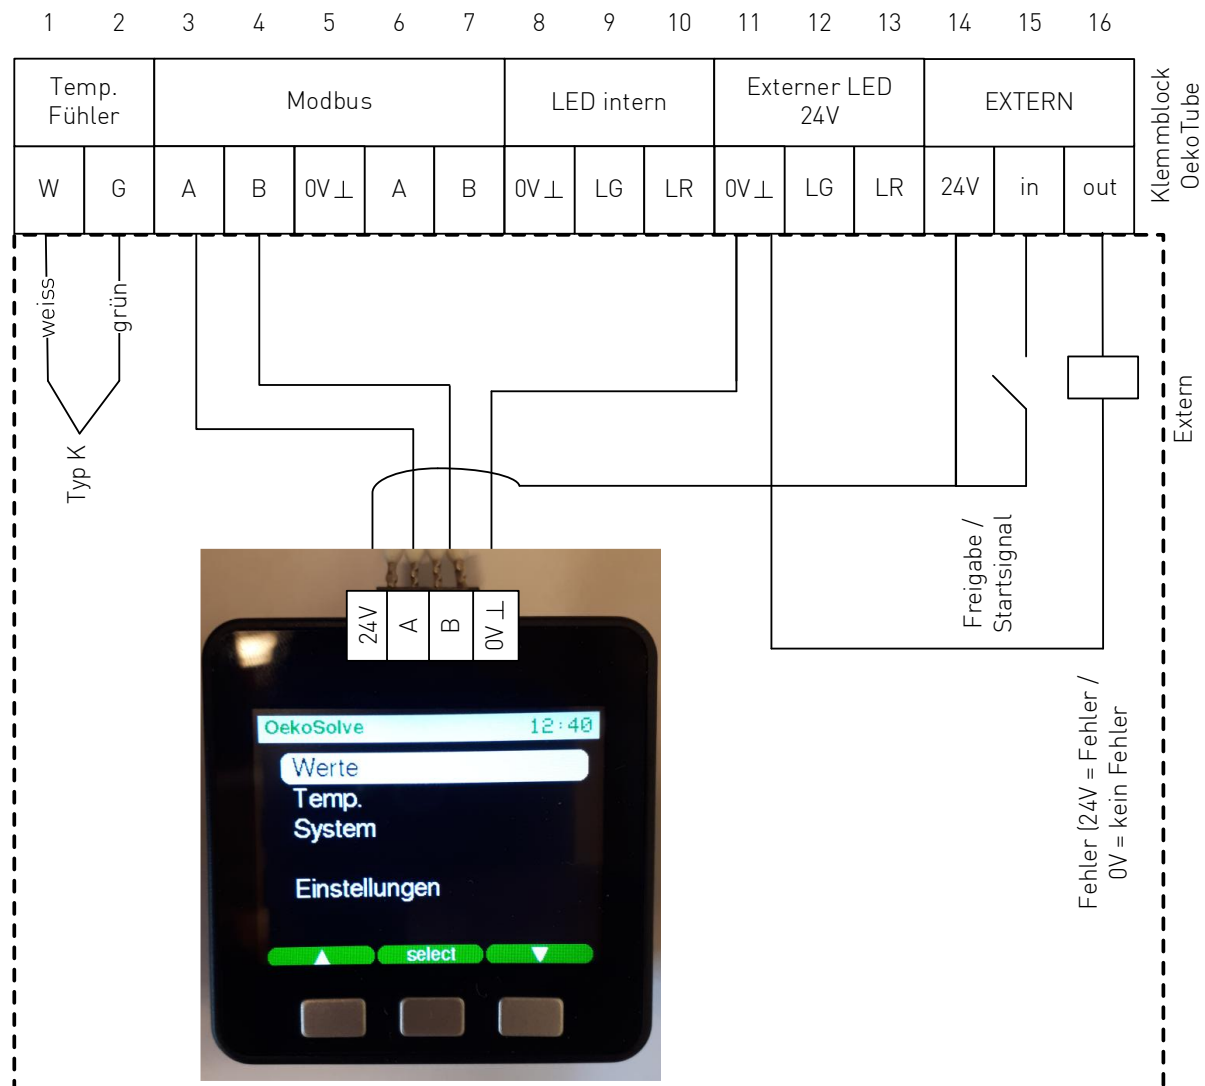 1 2 3 4 5 6 7 8 9 10 11 12 13 14 15 16
Temp.
Fühler
Modbus
LED intern
Externer LED
24V
EXTERN
W G A B 0V⊥ A B 0V⊥ LG LR 0V⊥ LG LR 24V in out
Klemmblock
OekoTube
weiss
grün
Typ K
Extern
Freigabe /
Startsignal
24V A B 0V⊥
Fehler (24V = Fehler /
0V = kein Fehler
OekoSolve 12:40
Werte
Temp.
System
Einstellungen
▲ select ▼